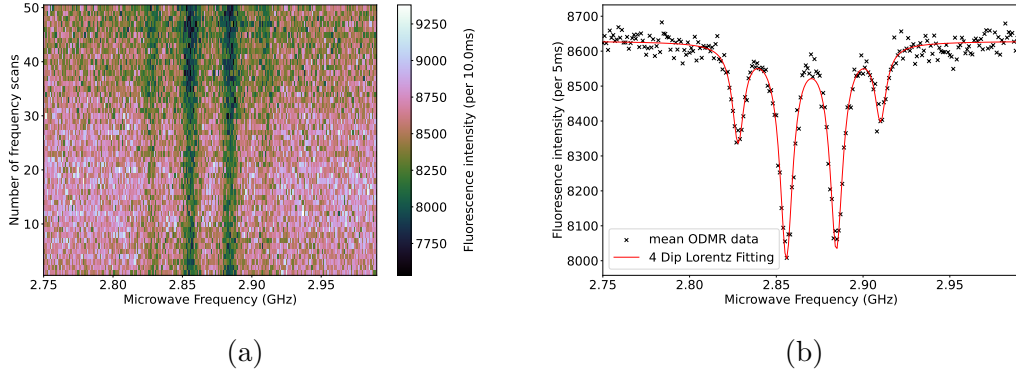 50
40
30
20
10
Number of frequency scans
2.75 2.80 2.85 2.90 2.95
Microwave Frequency (GHz)
9250
9000
8750
8500
8250
8000
7750
Fluorescence intensity (per 10.0ms)
(a)
8700
8600
8500
8400
8300
8200
8100
8000
Fluoresence intensity (per 5ms)
mean ODMR data
4 Dip Lorentz Fitting
2.75 2.80 2.85 2.90 2.95
Microwave Frequency (GHz)
(b)